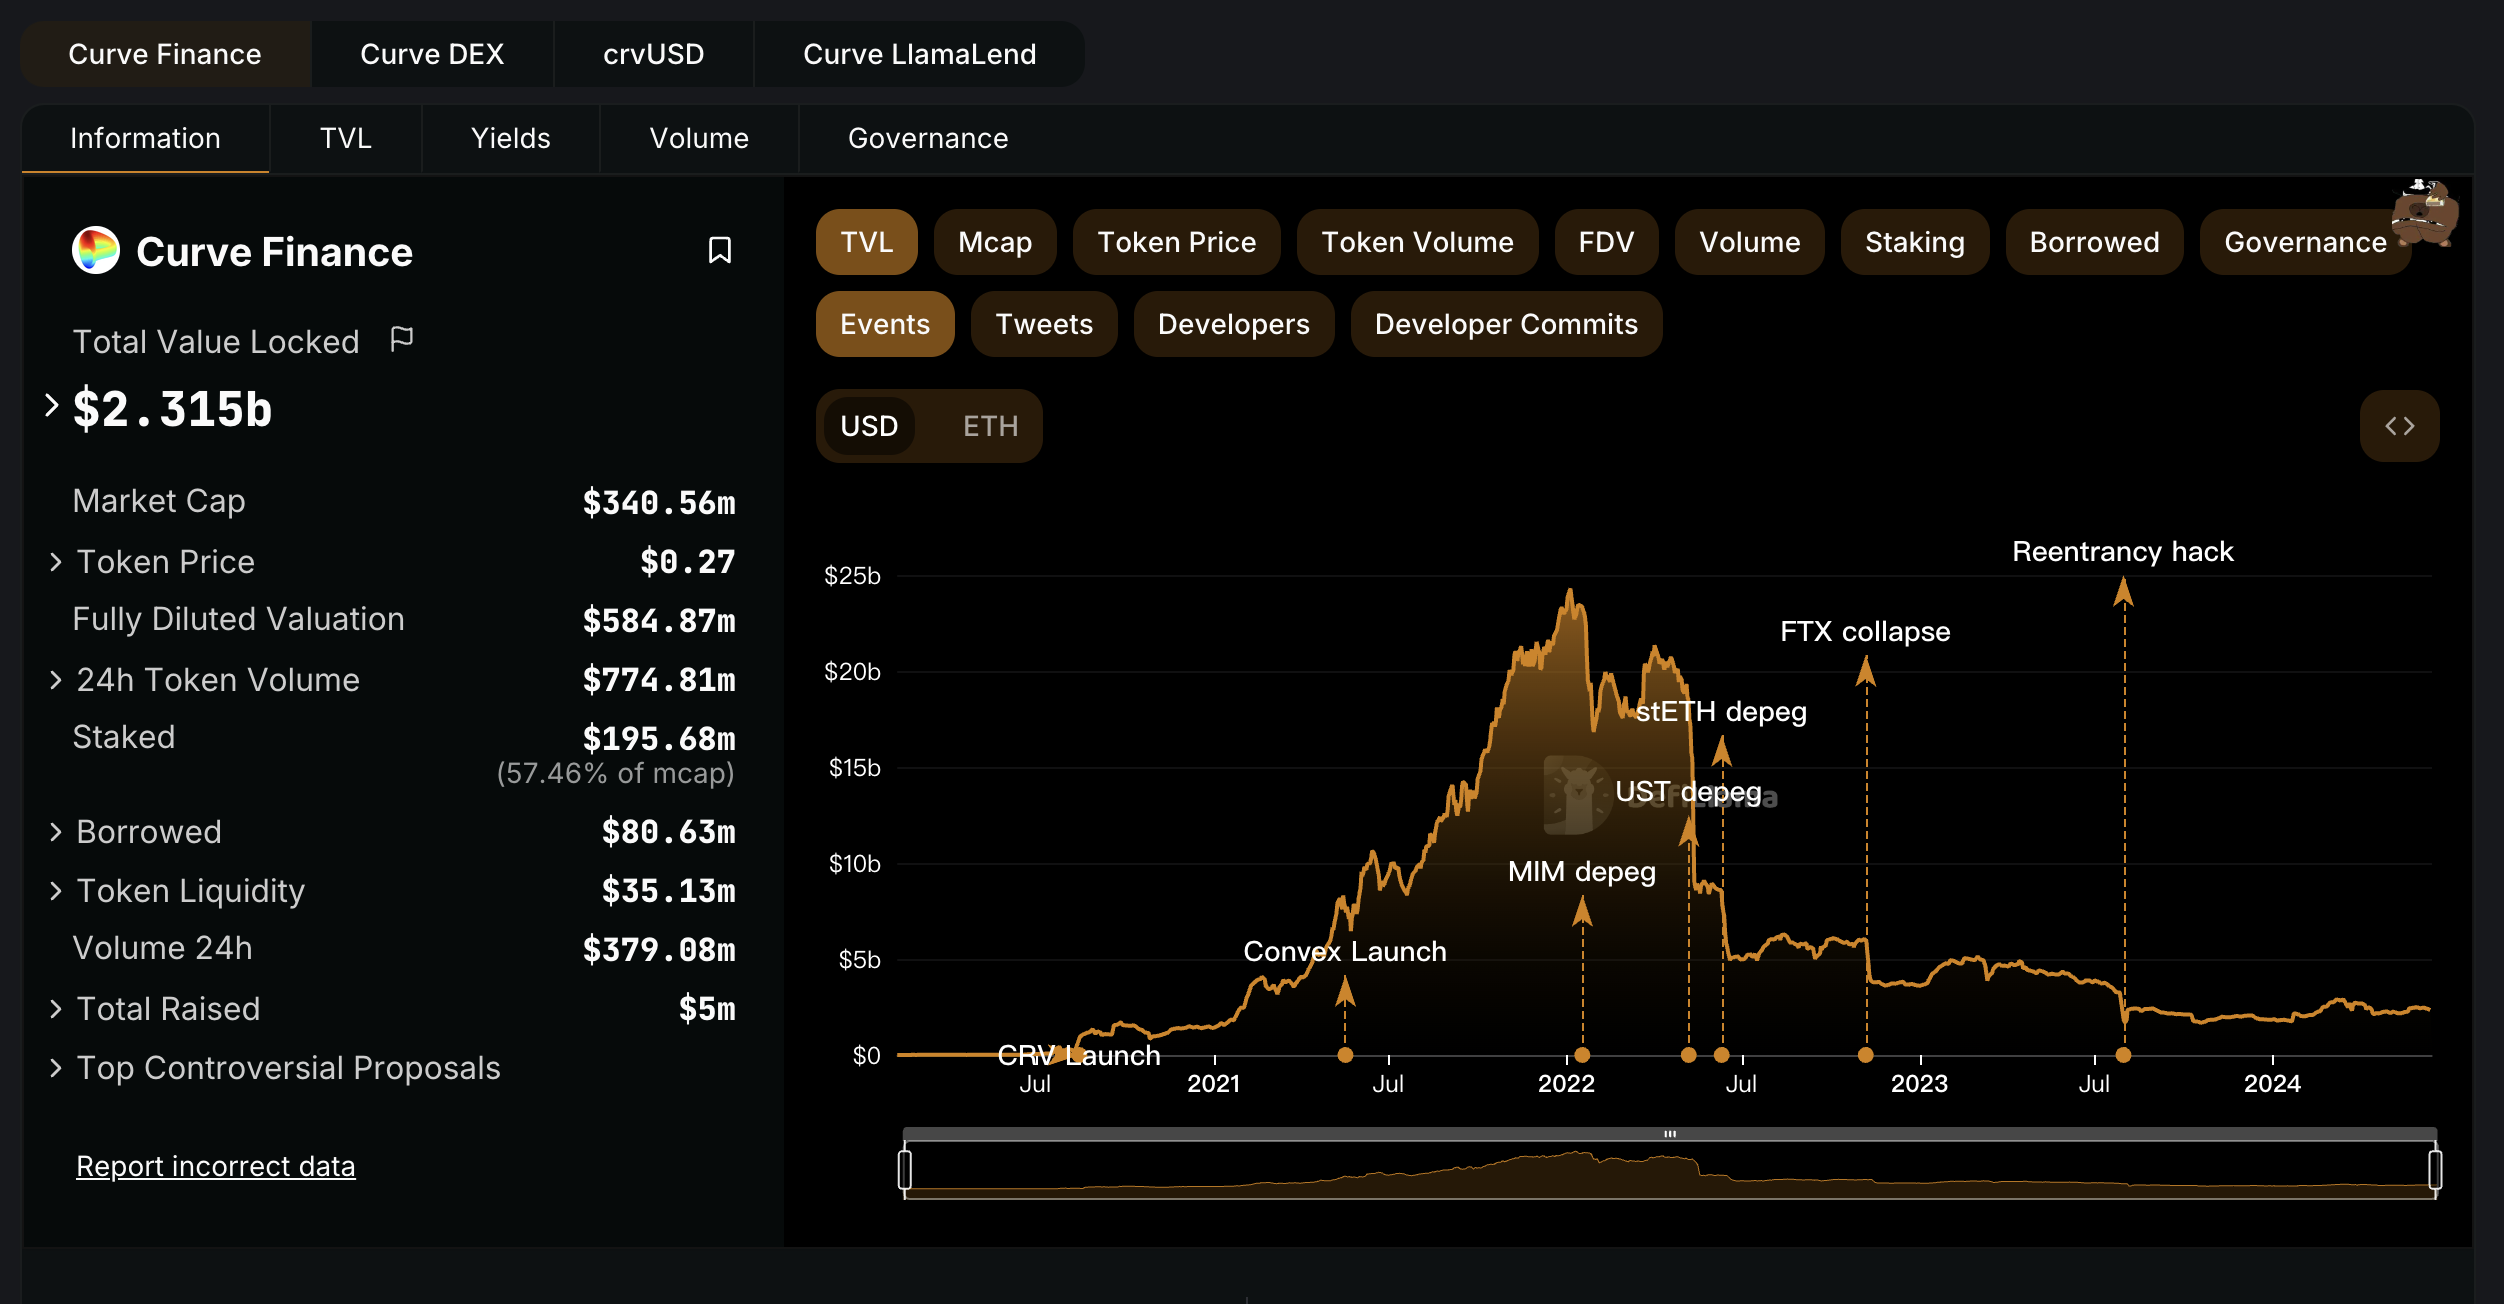 Curve Finance
Curve DEX
crvUSD
Curve LlamaLend
Information
TVL
Yields
Volume
Governance
Curve Finance
Total Value Locked
$2.315b
Market Cap $340.56m
Token Price $0.27
Fully Diluted Valuation $584.87m
24h Token Volume $774.81m
Staked $195.68m
(57.46% of mcap)
Borrowed $80.63m
Token Liquidity $35.13m
Volume 24h $379.08m
Total Raised $5m
Top Controversial Proposals
Report incorrect data
TVL
Mcap
Token Price
Token Volume
FDV
Volume
Staking
Borrowed
Governance
Events
Tweets
Developers
Developer Commits
USD
ETH
Reentrancy hack
$25b
FTX collapse
$20b
stETH depeg
$15b
UST depeg
DefiLlama
$10b
MIM depeg
$5b
Convex Launch
$0
CRV Launch
Jul
2021
Jul
2022
Jul
2023
Jul
2024